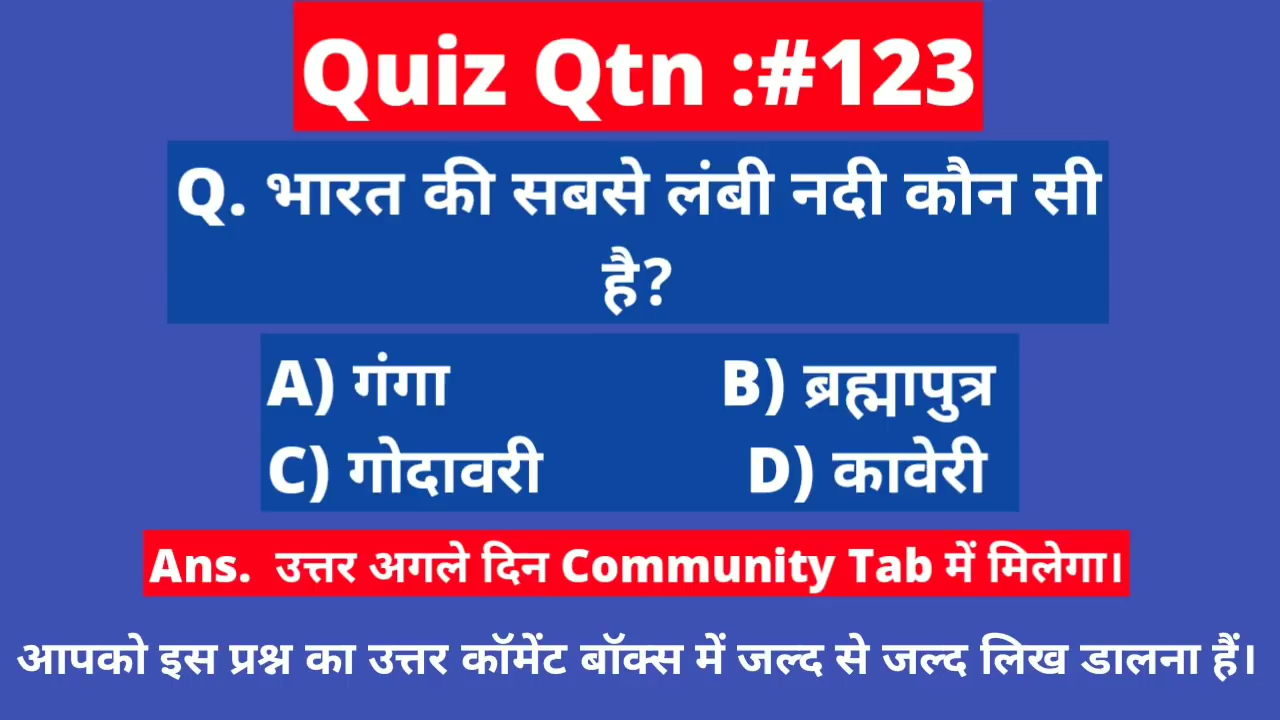 Quiz Qtn :#123
Q. भारत की सबसे लंबी नदी कौन सी
है?
A) गंगा B) ब्रह्मापुत्र
C) गोदावरी D) कावेरी
Ans. उत्तर अगले दिन Community Tab में मिलेगा।
आपको इस प्रश्न का उत्तर कॉमेंट बॉक्स में जल्द से जल्द लिख डालना हैं।